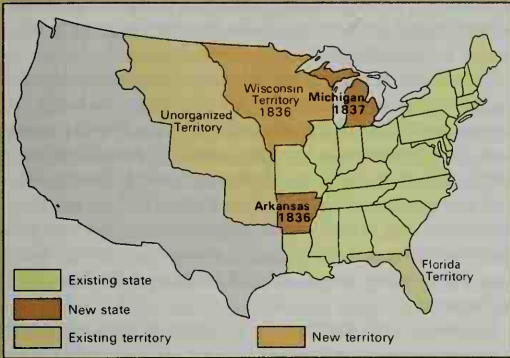 Wisconsin
Territory
1836
Michigan
1837
Unorganized
Territory
Arkansas
1836
Florida
Territory
Existing state
New state
Existing territory
New territory